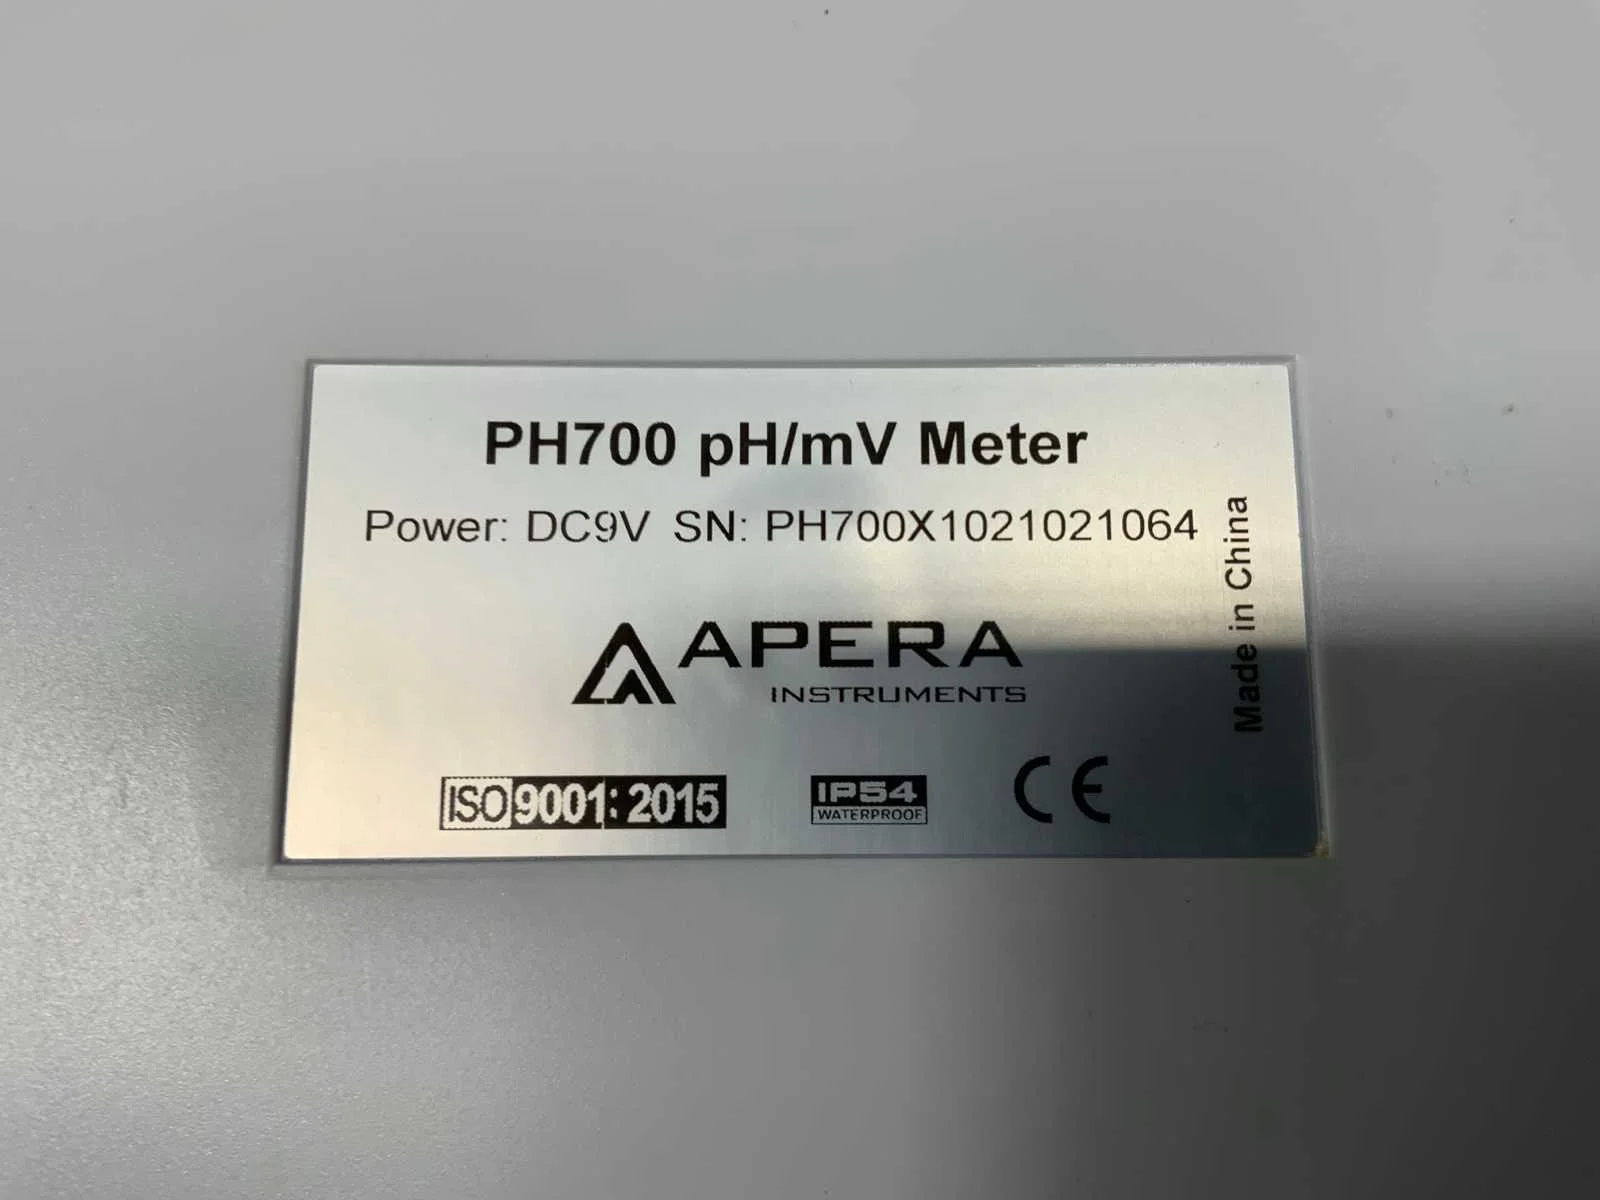 PH700 pH/mV Meter
Power: DC9V SN: PH700X1021021064
Made in China
APERA
INSTRUMENTS
ISO 9001: 2015
IP54
WATERPROOF
CE